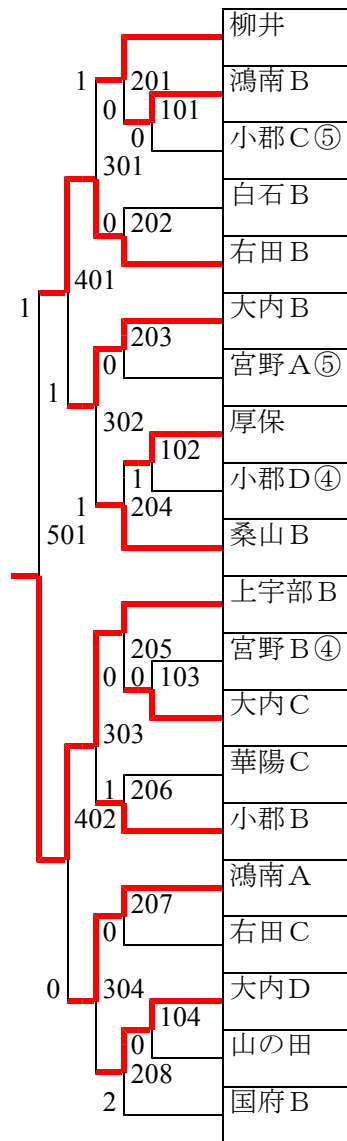 柳井
1 201 鴻南B
0 101
0 小郡C⑤
301
白石B
0 202
右田B
401
1 大内B
203
0 宮野A⑤
1
302 厚保
102
1 小郡D④
1 204
501 桑山B
上宇部B
205 宮野B④
0 0 103
大内C
303
華陽C
1 206
402 小郡B
鴻南A
207
0 右田C
0 304 大内D
104
0 山の田
208
2 国府B